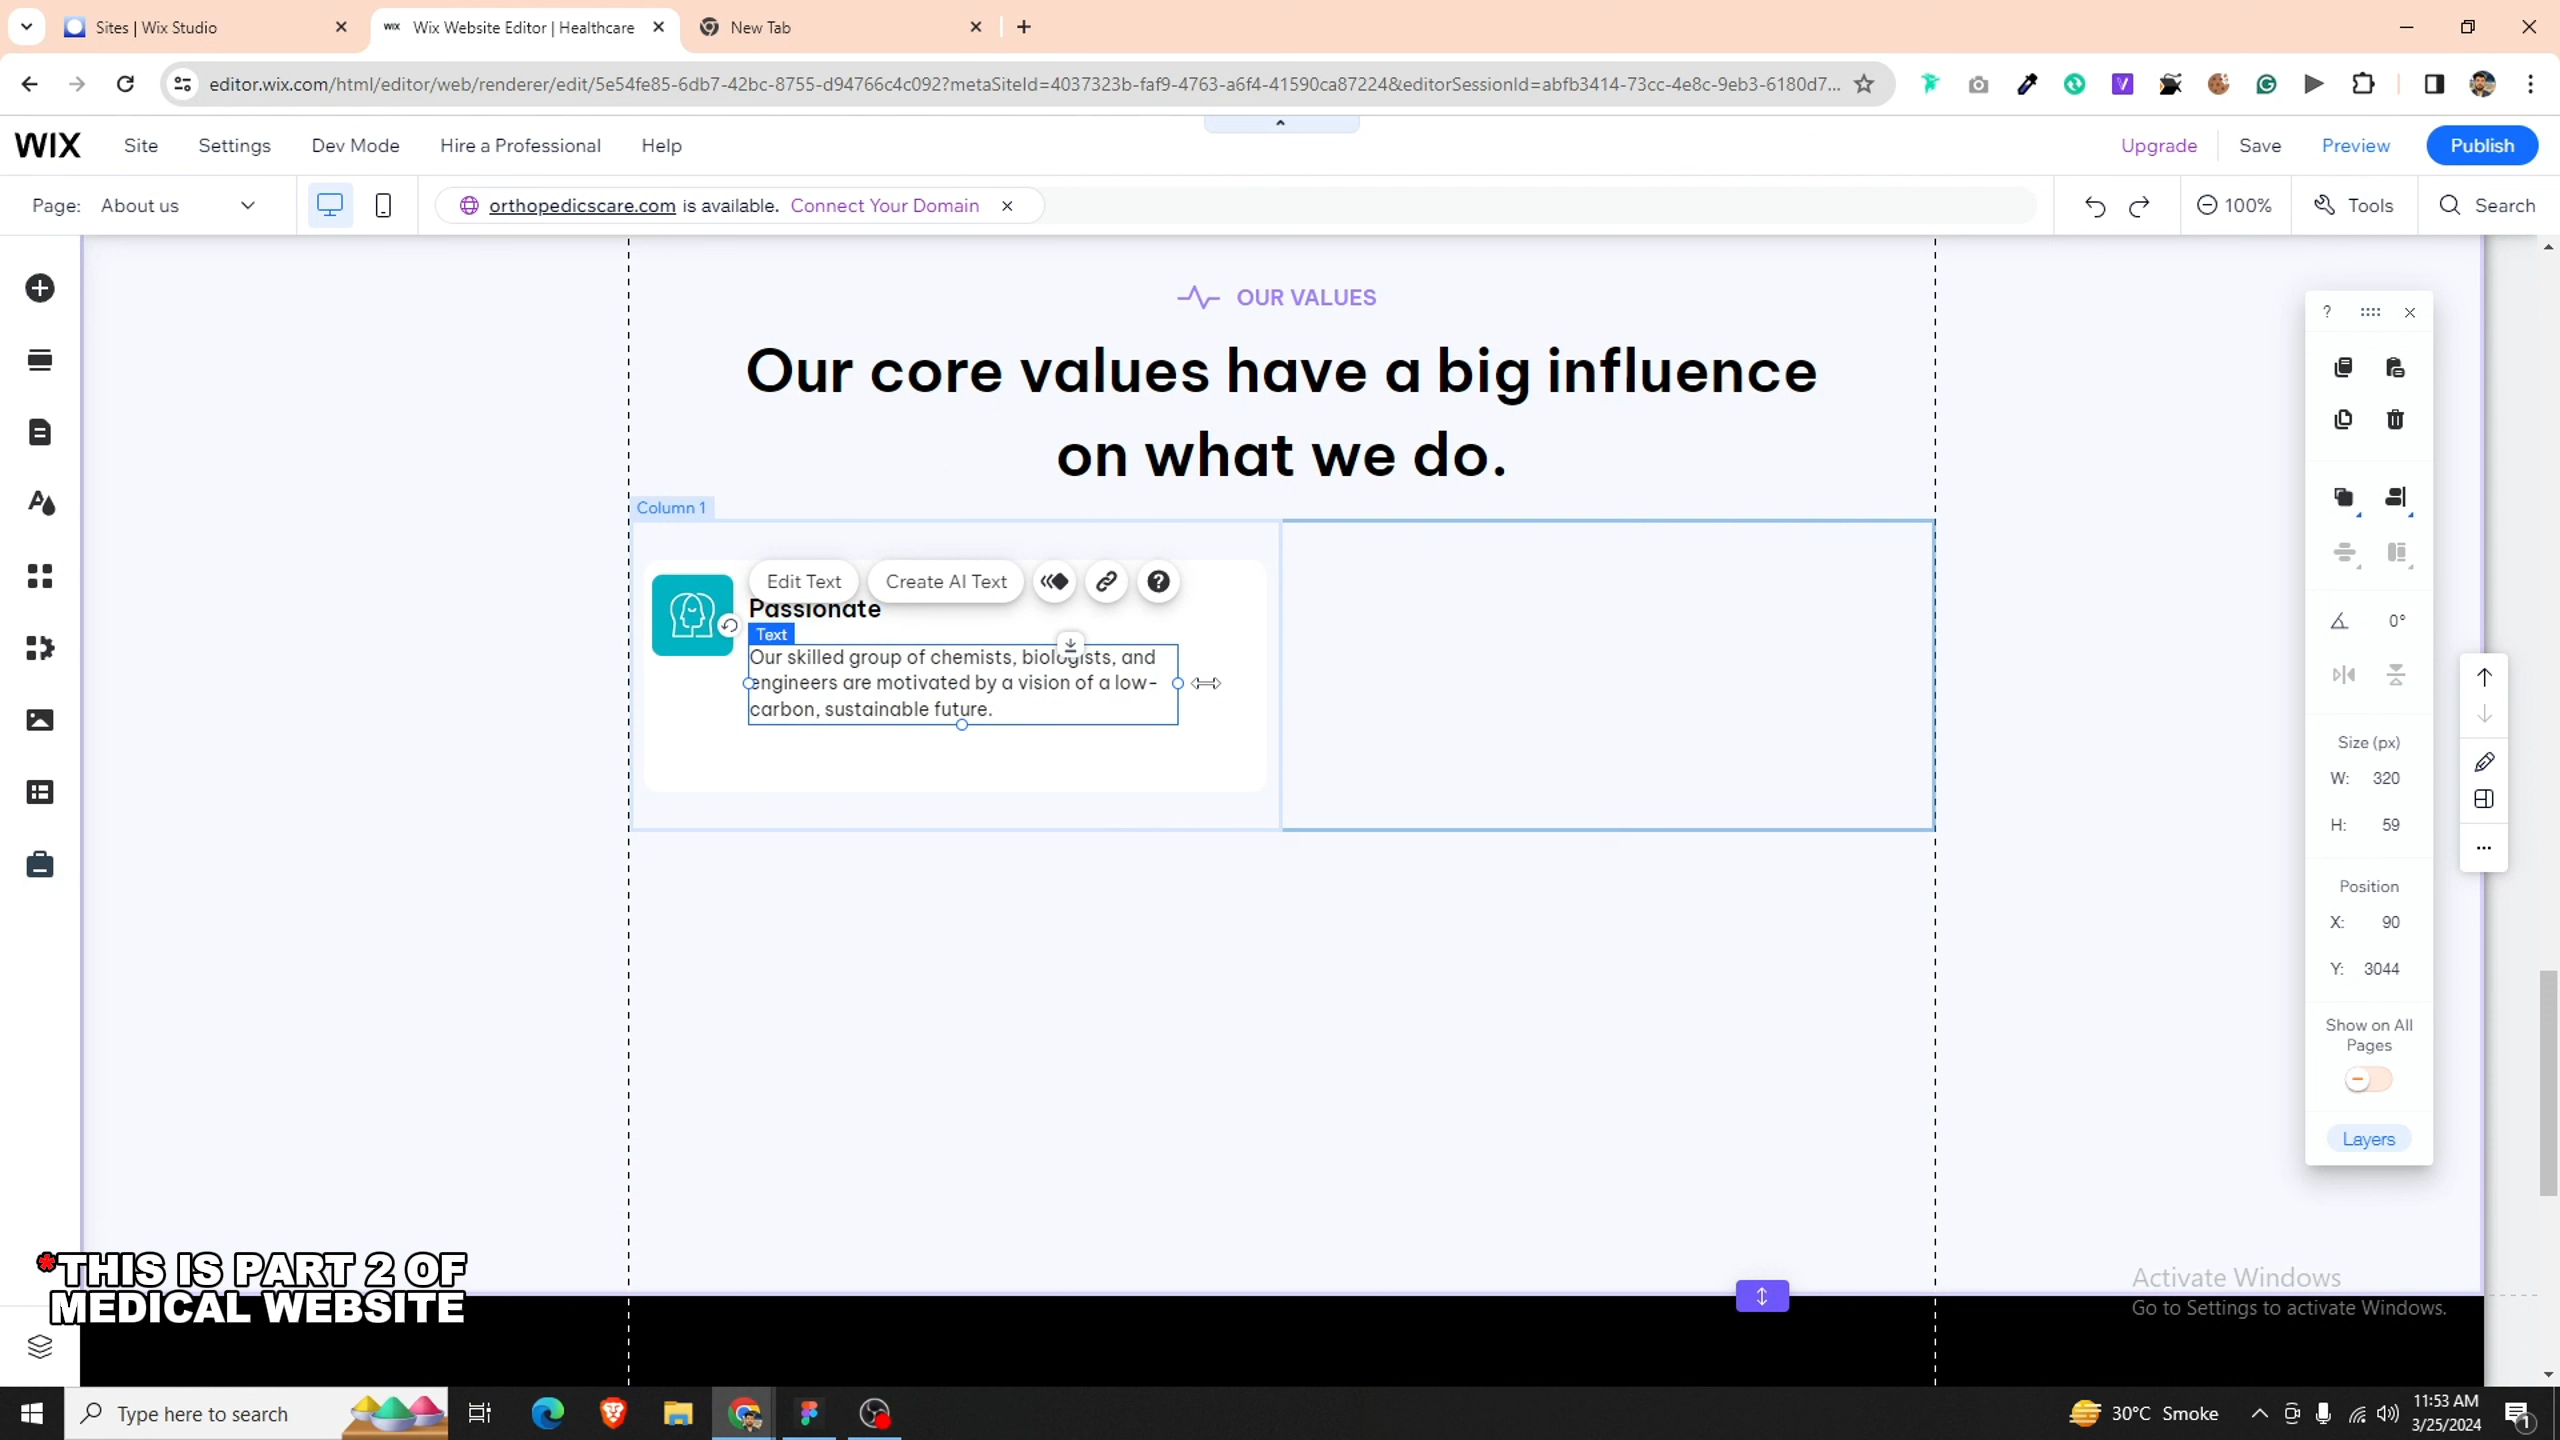 Sites | Wix Studio
Wix Website Editor | Healthcare
New Tab
editor.wix.com/html/editor/web/renderer/edit/5e54fe85-6db7-42bc-8755-d94766c4c092?metaSiteId=4037323b-faf9-4763-a6f4-41590ca87224&editorSessionId=abfb3414-73cc-4e8c-9eb3-6180d7...
WIX Site Settings Dev Mode Hire a Professional Help Upgrade Save Preview Publish
Page: About us
orthopedicscare.com is available. Connect Your Domain
100% Tools Search
OUR VALUES
Our core values have a big influence
on what we do.
Column 1
Edit Text Create AI Text
Passionate
Text
Our skilled group of chemists, biologists, and
engineers are motivated by a vision of a low-
carbon, sustainable future.
0°
Size (px)
W: 320
H: 59
Position
X: 90
Y: 3044
Show on All
Pages
Layers
*THIS IS PART 2 OF
MEDICAL WEBSITE
Activate Windows
Go to Settings to activate Windows.
Type here to search
30°C Smoke
11:53 AM
3/25/2024
1